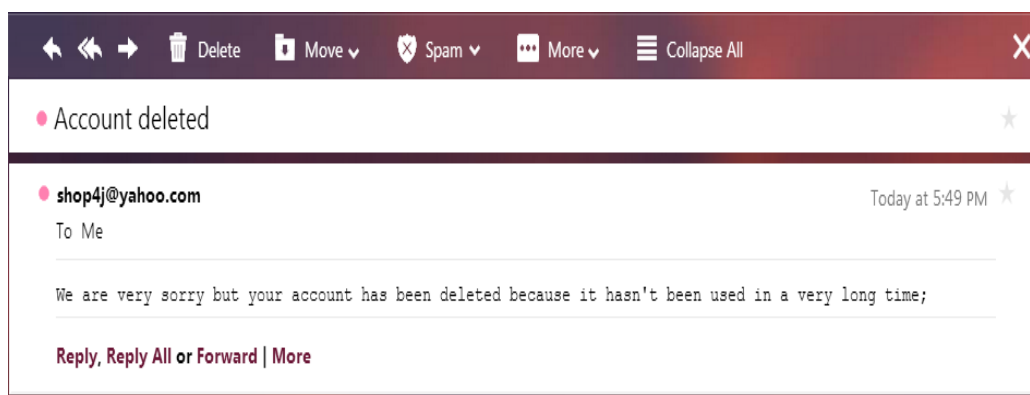 Delete Move Spam More Collapse All X
Account deleted
shop4j@yahoo.com Today at 5:49 PM
To Me
We are very sorry but your account has been deleted because it hasn't been used in a very long time;
Reply, Reply All or Forward | More